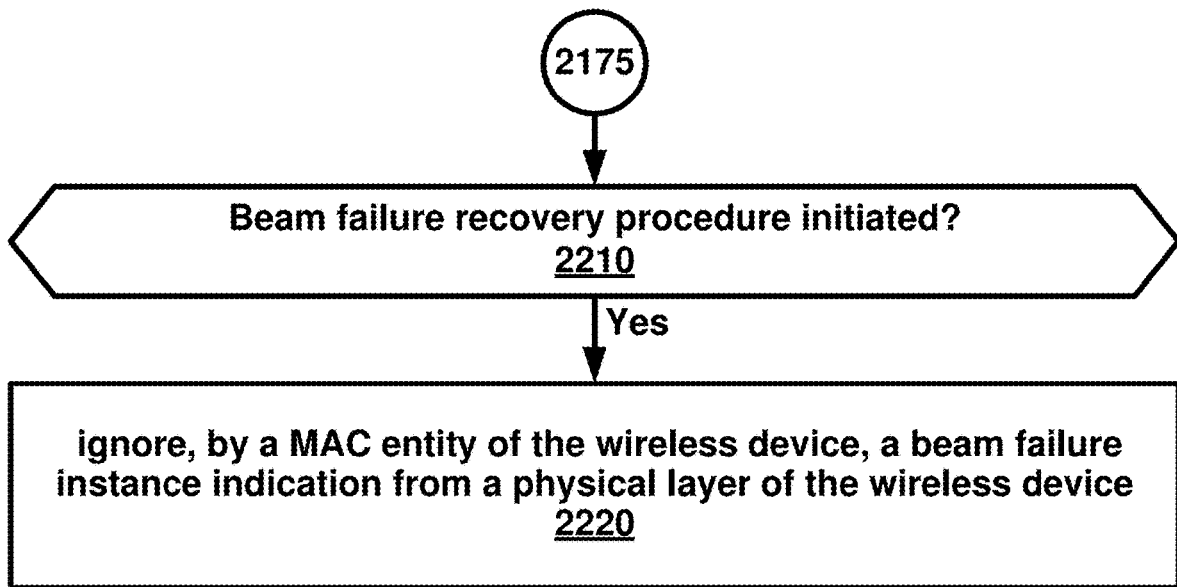 2175
Beam failure recovery procedure initiated?
2210
Yes
ignore, by a MAC entity of the wireless device, a beam failure
instance indication from a physical layer of the wireless device
2220